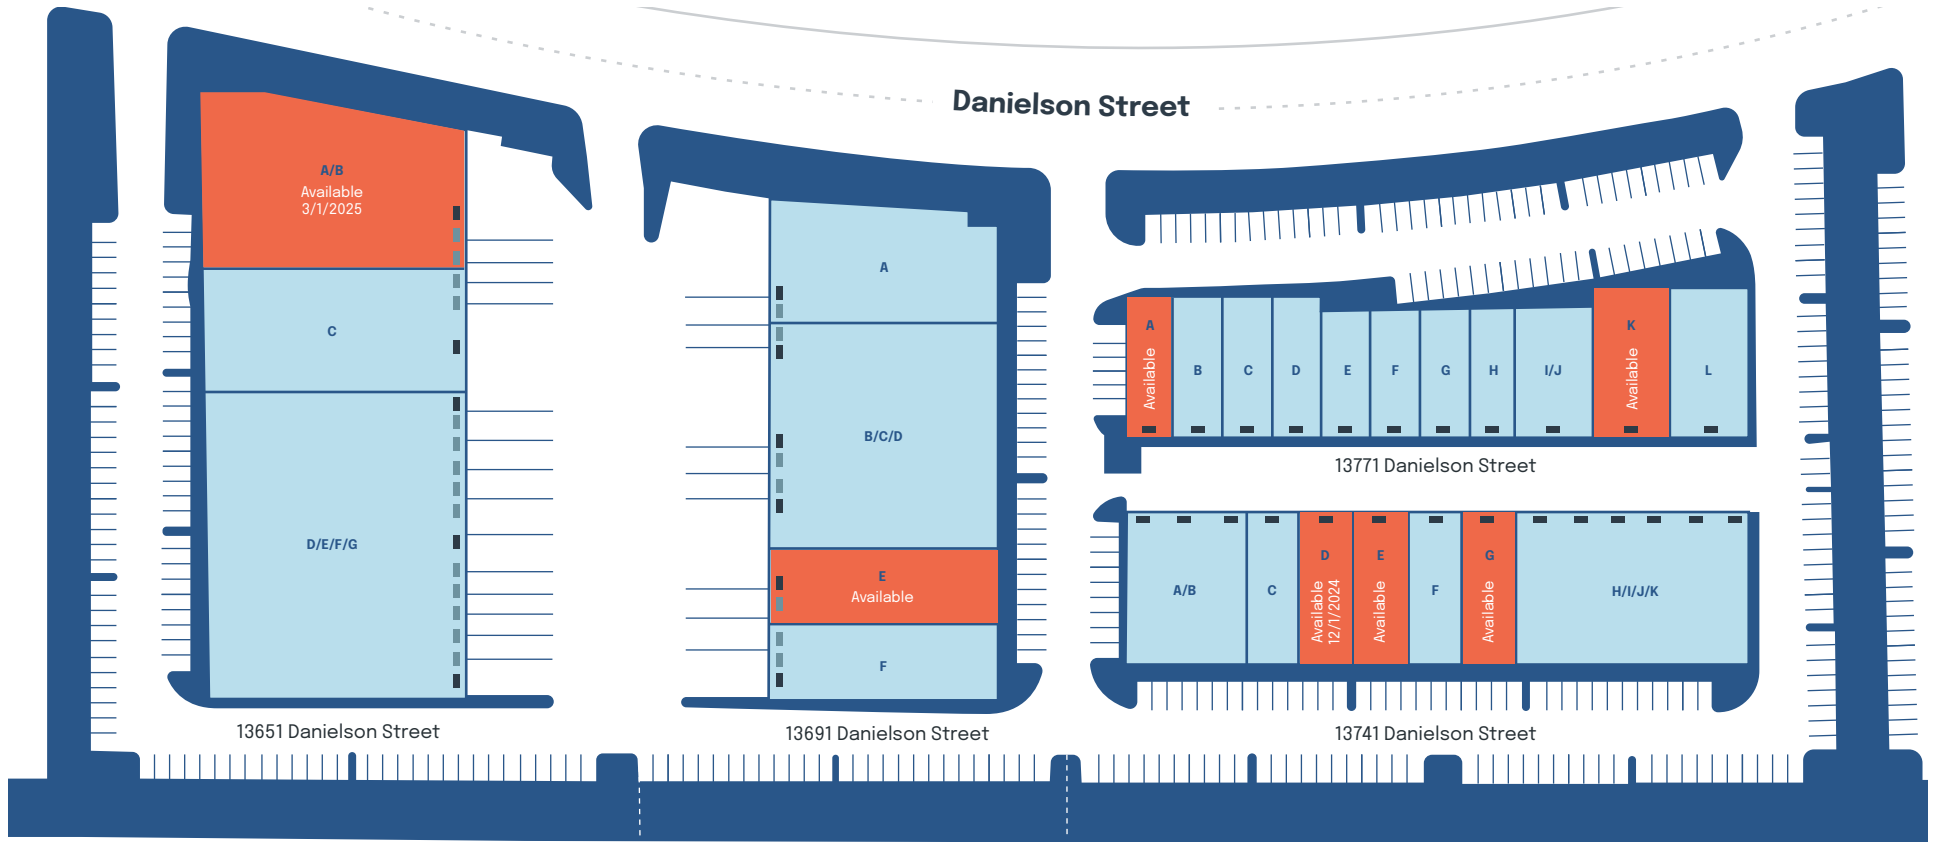 Danielson Street
A/B
Available
3/1/2025
C
D/E/F/G
13651 Danielson Street
A
B/C/D
E
Available
F
13691 Danielson Street
A
Available
B
C
D
E
F
G
H
I/J
K
Available
L
13771 Danielson Street
A/B
C
D
Available
12/1/2024
E
Available
F
G
Available
H/I/J/K
13741 Danielson Street